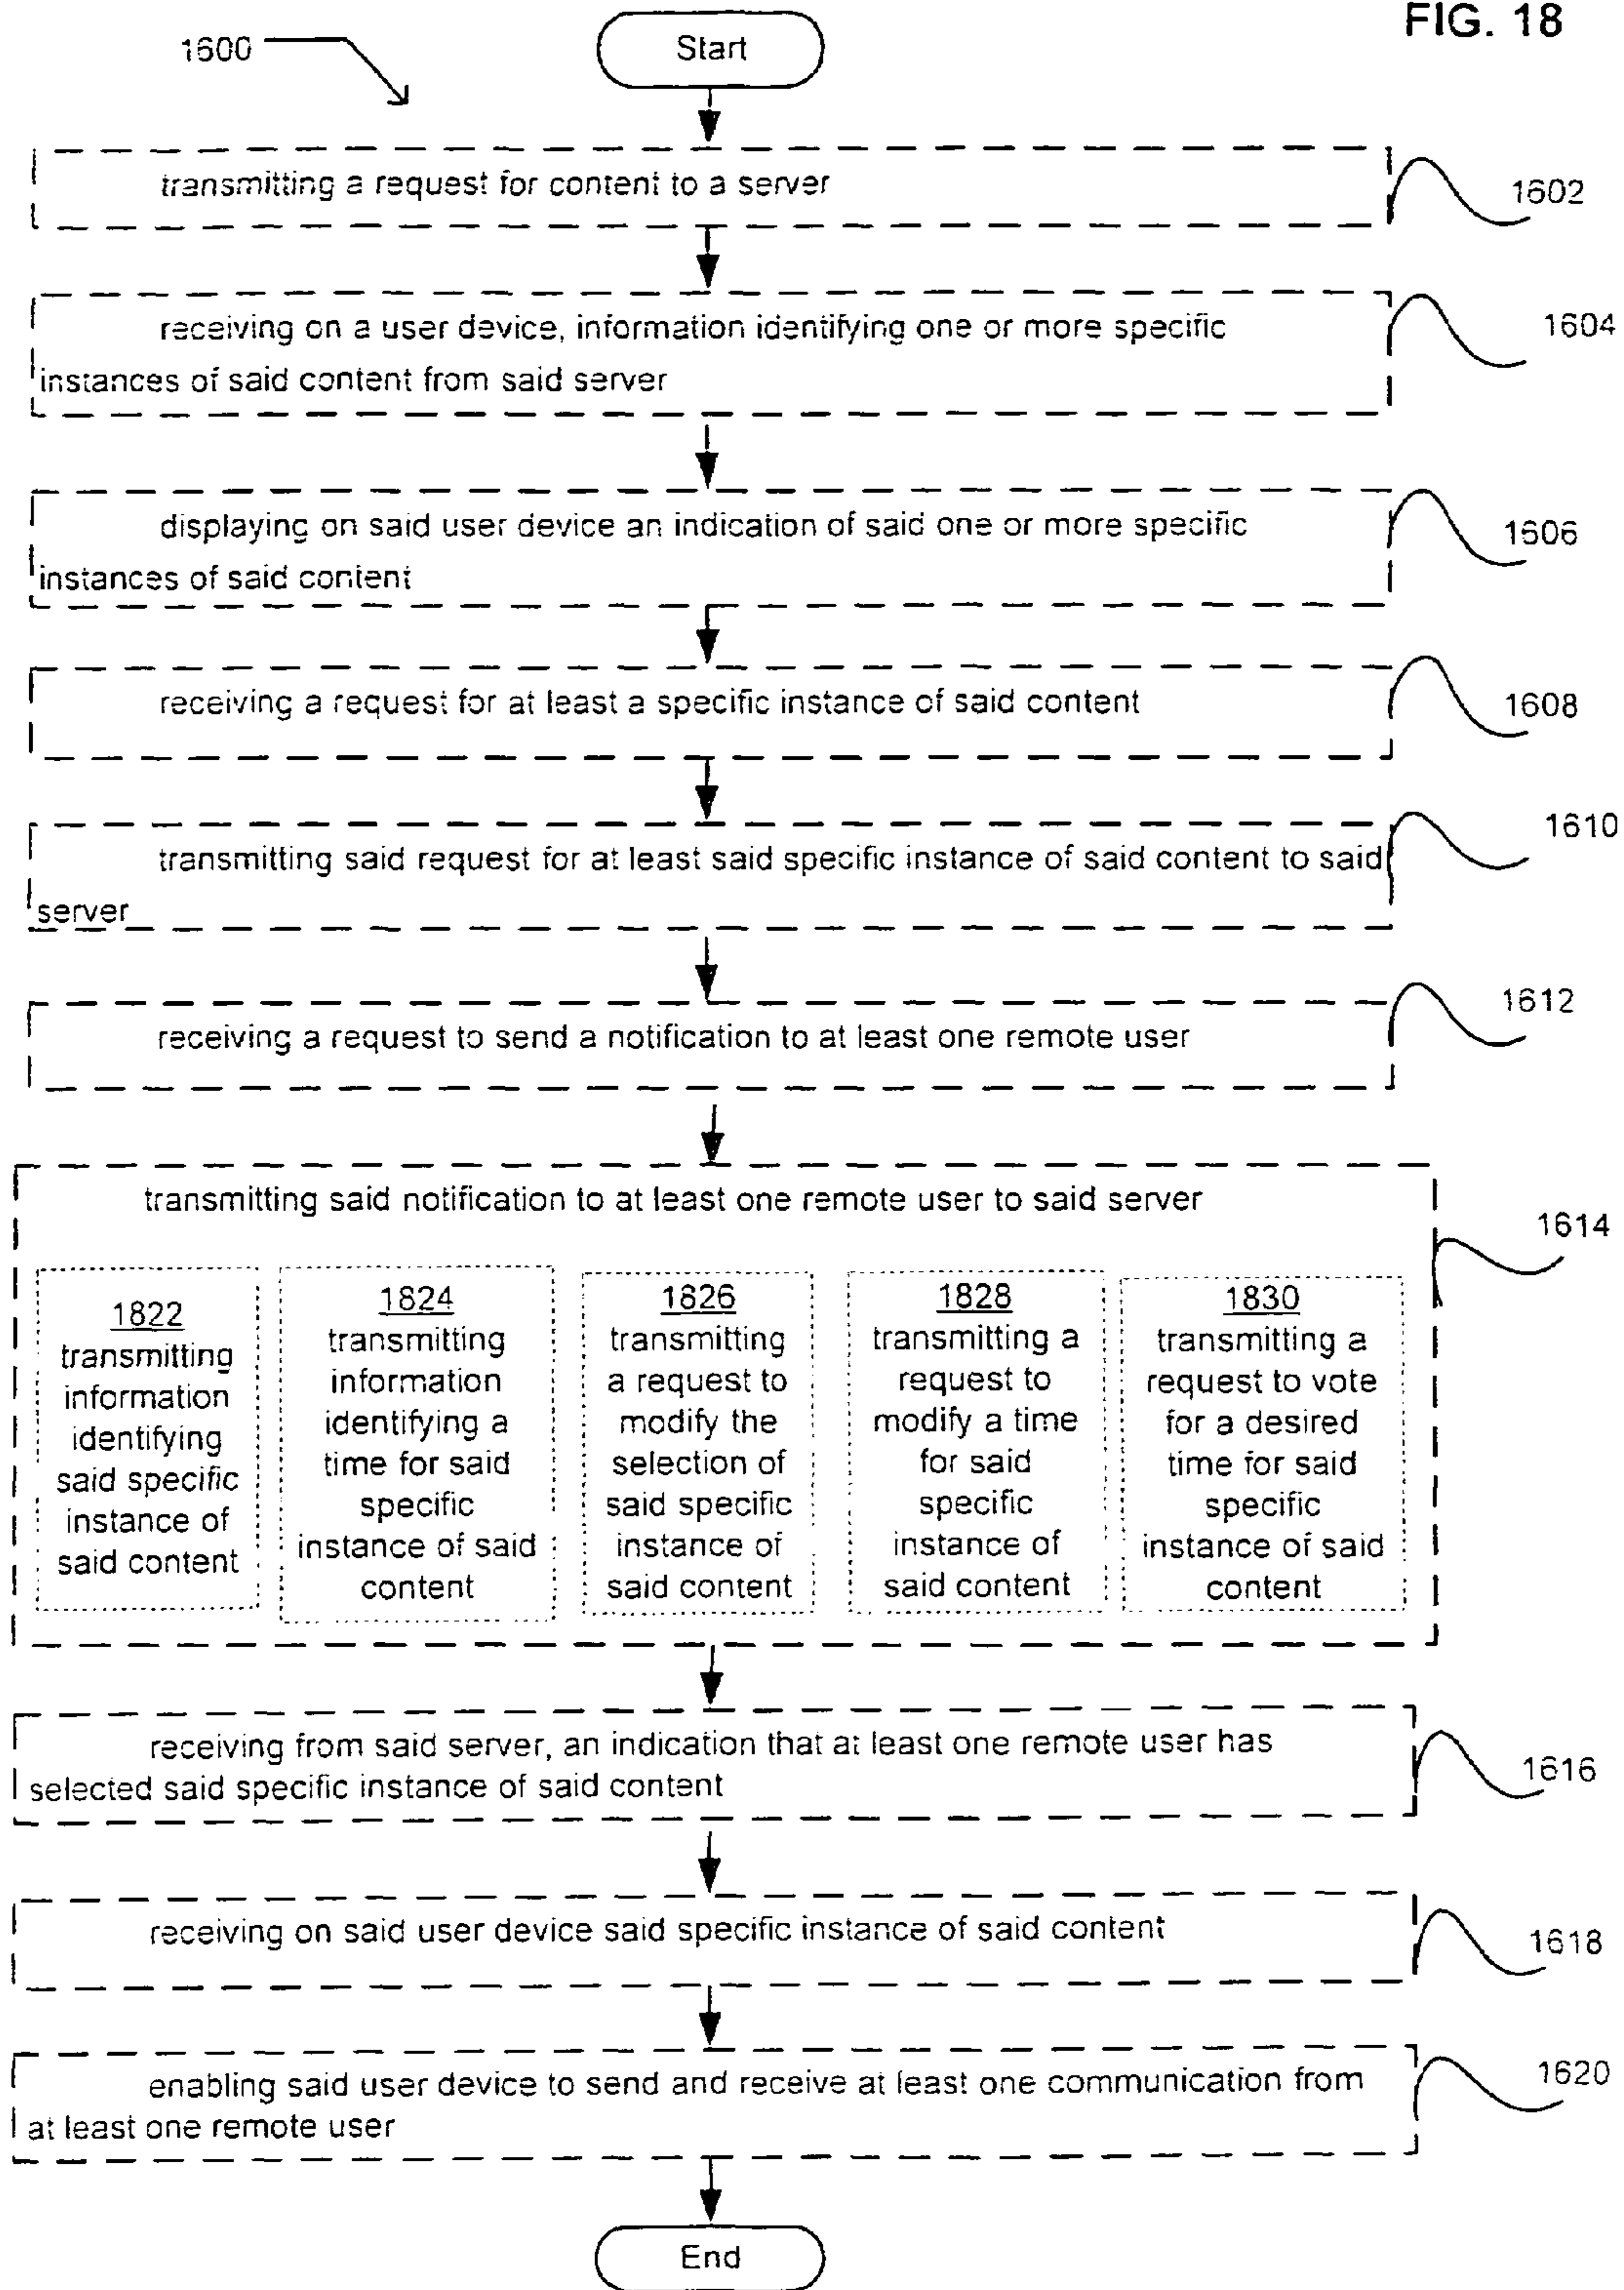 FIG. 18
1600
Start
transmitting a request for content to a server
1602
receiving on a user device, information identifying one or more specific
instances of said content from said server
1604
displaying on said user device an indication of said one or more specific
instances of said content
1606
receiving a request for at least a specific instance of said content
1608
transmitting said request for at least said specific instance of said content to said
server
1610
receiving a request to send a notification to at least one remote user
1612
transmitting said notification to at least one remote user to said server
1614
1822
transmitting
information
identifying
said specific
instance of
said content
1824
transmitting
information
identifying a
time for said
specific
instance of said
content
1826
transmitting
a request to
modify the
selection of
said specific
instance of
said content
1828
transmitting a
request to
modify a time
for said
specific
instance of
said content
1830
transmitting a
request to vote
for a desired
time for said
specific
instance of said
content
receiving from said server, an indication that at least one remote user has
selected said specific instance of said content
1616
receiving on said user device said specific instance of said content
1618
enabling said user device to send and receive at least one communication from
at least one remote user
1620
End